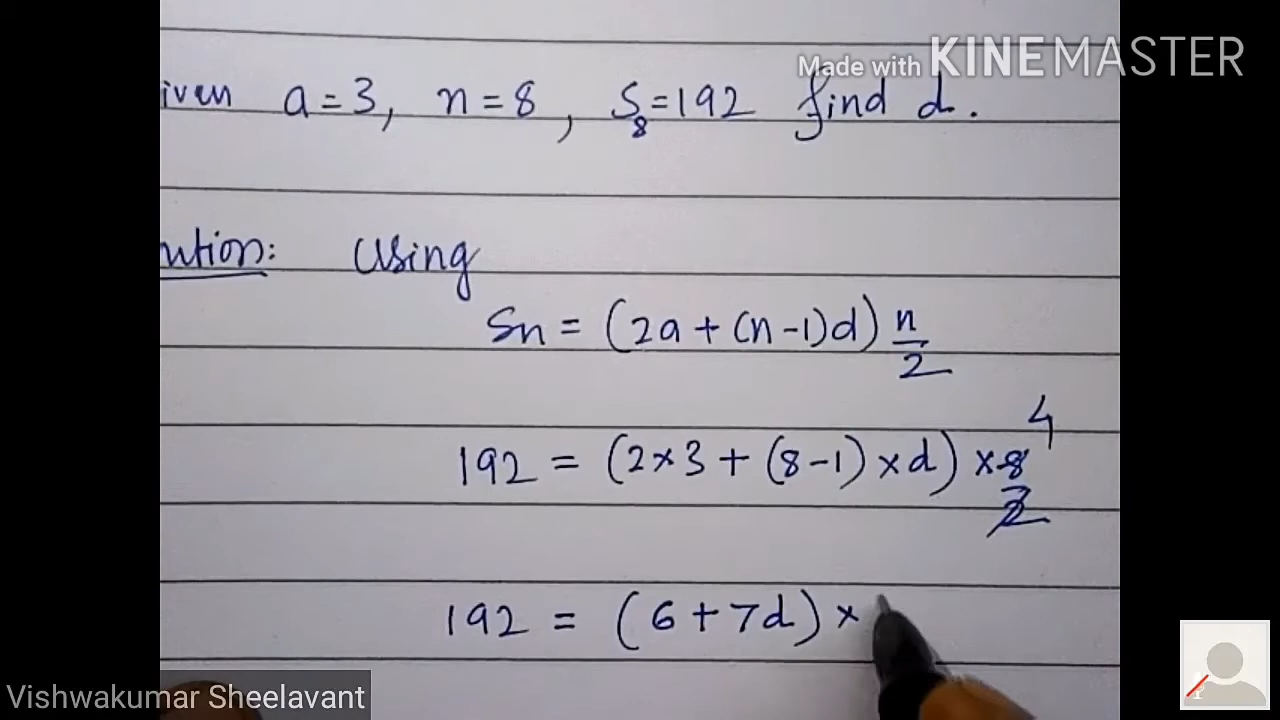 Made with KINEMASTER
iven a=3, n=8, S₈=192 find d.
ution: Using
Sn = (2a + (n-1)d) n/2
4
192 = (2×3 + (8-1)×d) ×8/2
192 = (6+7d) ×
Vishwakumar Sheelavant